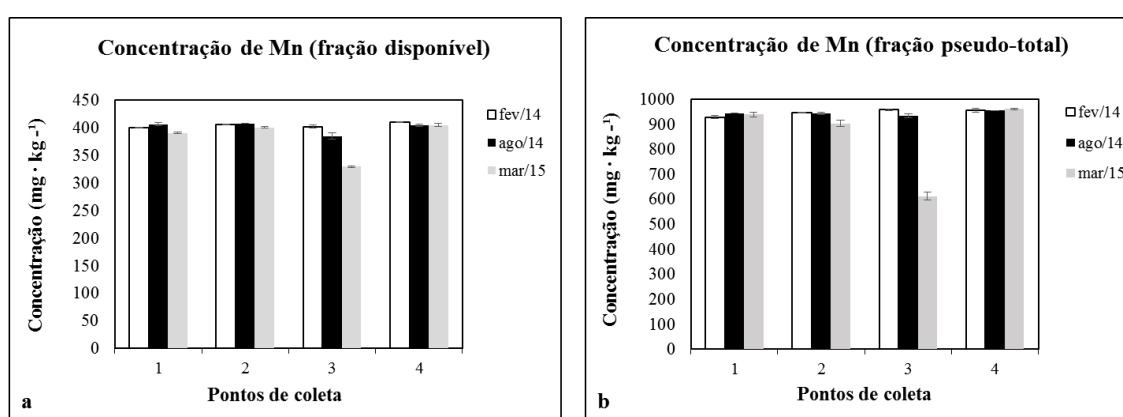 Concentração de Mn (fração disponível)
450
400
350
300
250
200
150
100
50
0
Concentração (mg · kg -¹)
1 2 3 4
Pontos de coleta
fev/14
ago/14
mar/15
a
Concentração de Mn (fração pseudo-total)
1000
900
800
700
600
500
400
300
200
100
0
Concentração (mg · kg -¹)
1 2 3 4
Pontos de coleta
fev/14
ago/14
mar/15
b